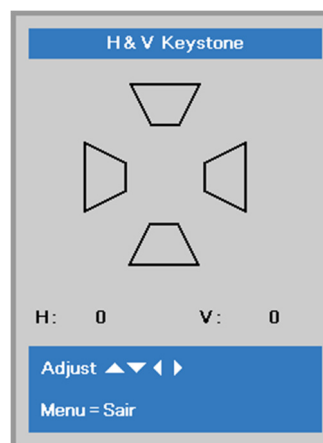 H & V Keystone
H: 0 V: 0
Adjust ▲▼◀▶
Menu = Sair